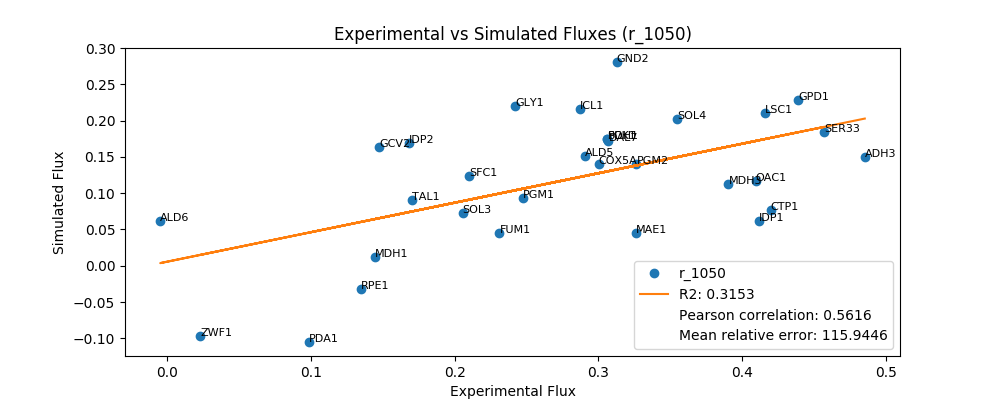 Experimental vs Simulated Fluxes (r_1050)
Simulated Flux
0.30
0.25
0.20
0.15
0.10
0.05
0.00
−0.05
−0.10
GND2
GPD1
GLY1
ICL1
LSC1
SOL4
SER33
GCV2
IDP2
ALD5
ADH3
COX5A
PGM2
SFC1
OAC1
TAL1
PGM1
SOL3
CTP1
ALD6
IDP1
FUM1
MAE1
MDH1
RPE1
ZWF1
PDA1
r_1050
R2: 0.3153
Pearson correlation: 0.5616
Mean relative error: 115.9446
0.0
0.1
0.2
0.3
0.4
0.5
Experimental Flux